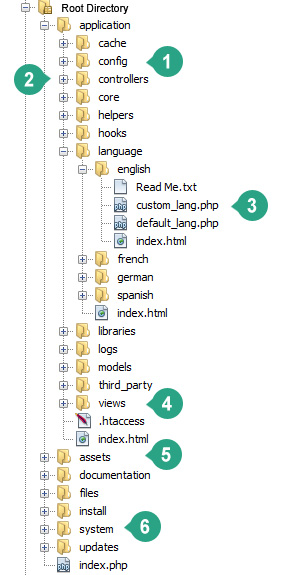 Root Directory
application
cache
config 1
2 controllers
core
helpers
hooks
language
english
Read Me.txt
custom_lang.php 3
default_lang.php
index.html
french
german
spanish
index.html
libraries
logs
models
third_party
views 4
.htaccess
index.html
assets 5
documentation
files
install
system 6
updates
index.php